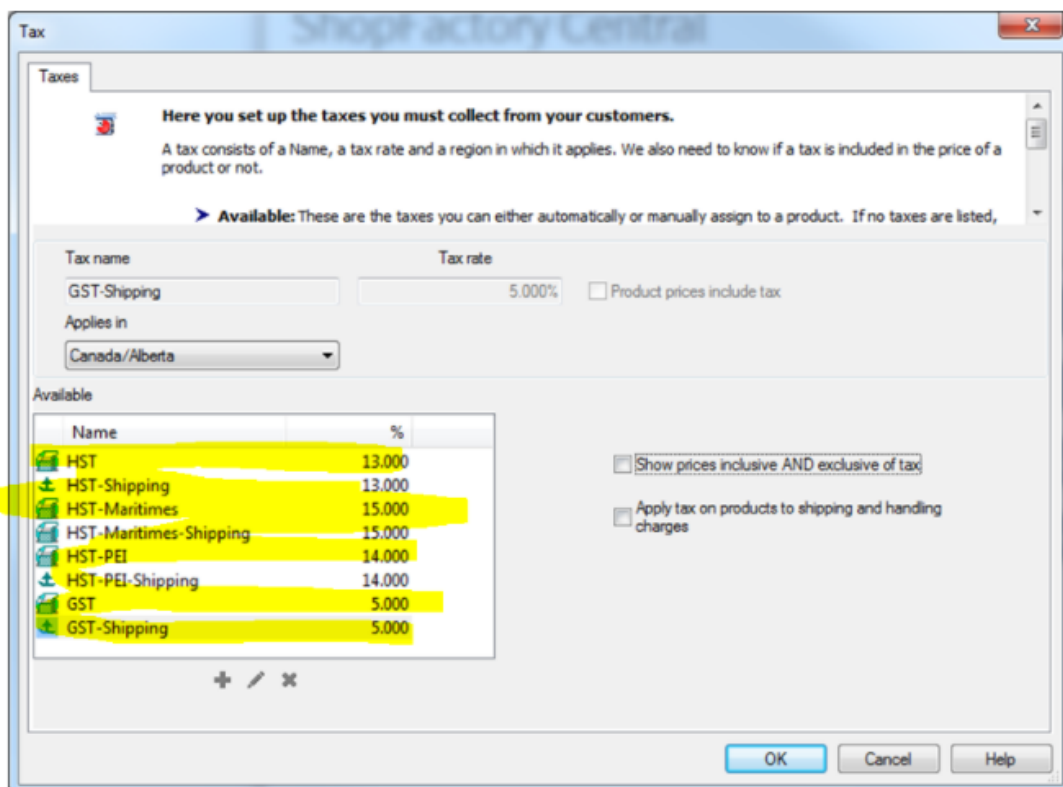 ShopFactory Central
Tax
Taxes
Here you set up the taxes you must collect from your customers.
A tax consists of a Name, a tax rate and a region in which it applies. We also need to know if a tax is included in the price of a
product or not.
Available: These are the taxes you can either automatically or manually assign to a product. If no taxes are listed,
Tax name
Tax rate
GST-Shipping
5.000%
Product prices include tax
Applies in
Canada/Alberta
Available
Name %
HST 13.000
HST-Shipping 13.000
HST-Maritimes 15.000
HST-Maritimes-Shipping 15.000
HST-PEI 14.000
HST-PEI-Shipping 14.000
GST 5.000
GST-Shipping 5.000
Show prices inclusive AND exclusive of tax
Apply tax on products to shipping and handling
charges
OK
Cancel
Help